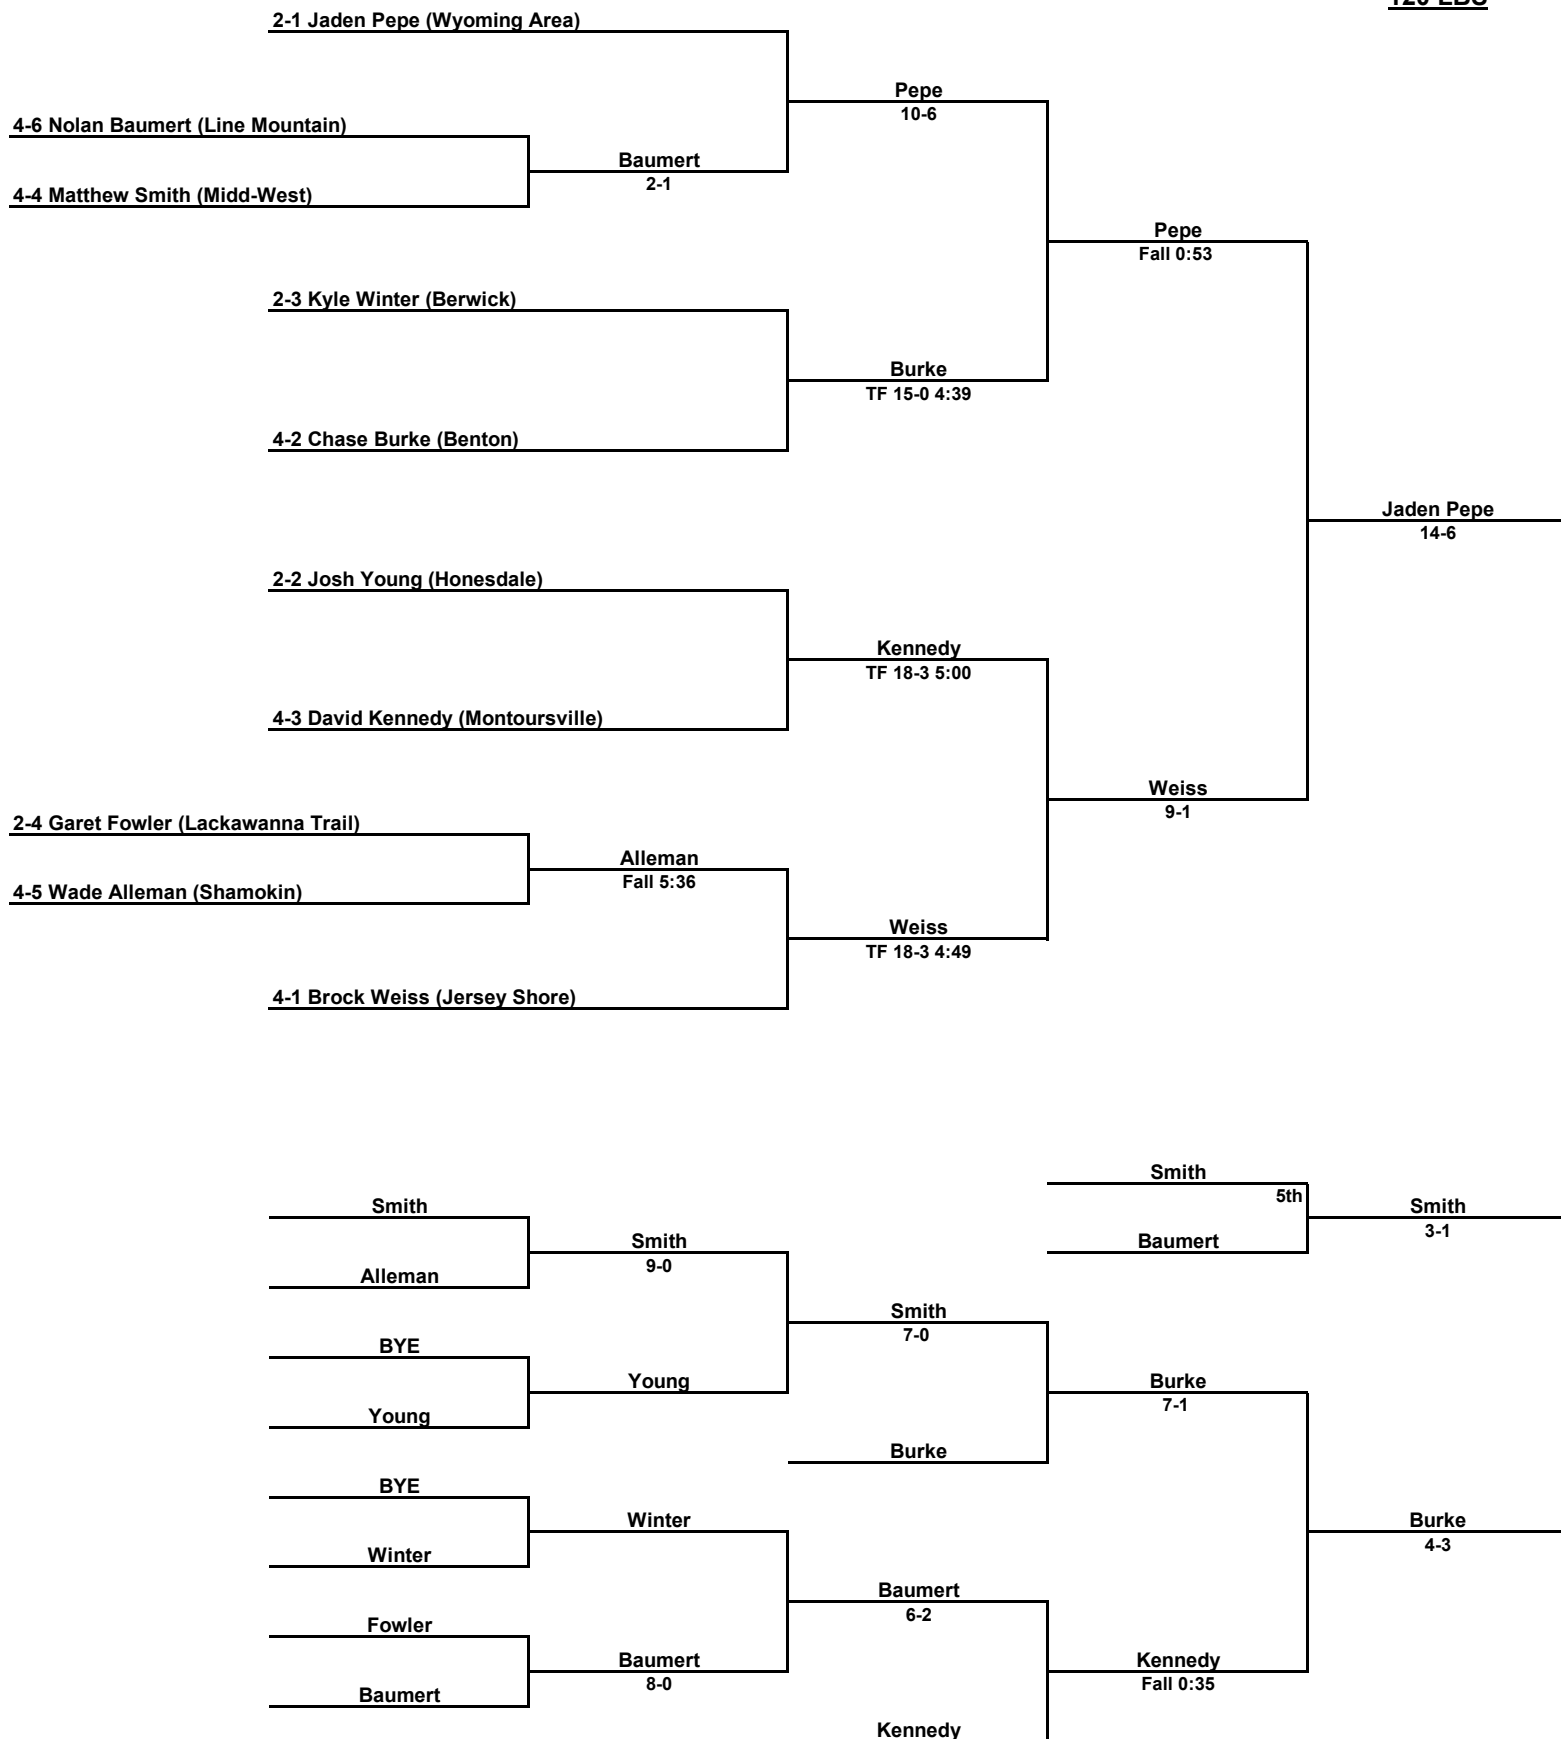 120 LBS
2-1 Jaden Pepe (Wyoming Area)
Pepe
10-6
4-6 Nolan Baumert (Line Mountain)
Baumert
2-1
4-4 Matthew Smith (Midd-West)
Pepe
Fall 0:53
2-3 Kyle Winter (Berwick)
Burke
TF 15-0 4:39
4-2 Chase Burke (Benton)
Jaden Pepe
14-6
2-2 Josh Young (Honesdale)
Kennedy
TF 18-3 5:00
4-3 David Kennedy (Montoursville)
Weiss
9-1
2-4 Garet Fowler (Lackawanna Trail)
Alleman
Fall 5:36
4-5 Wade Alleman (Shamokin)
Weiss
TF 18-3 4:49
4-1 Brock Weiss (Jersey Shore)
Smith
5th
Smith
Smith
3-1
Smith
9-0
Baumert
Alleman
Smith
7-0
BYE
Young
Burke
7-1
Young
Burke
BYE
Winter
Burke
4-3
Winter
Baumert
6-2
Fowler
Baumert
8-0
Kennedy
Fall 0:35
Baumert
Kennedy